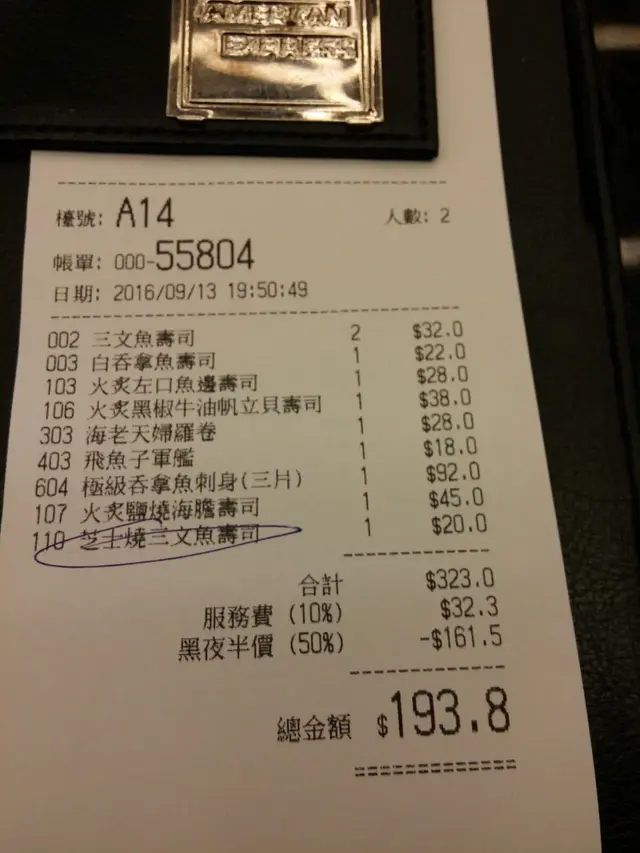 AMERICAN
EXPRESS
檯號: A14 人數: 2
帳單: 000-55804
日期: 2016/09/13 19:50:49
002 三文魚壽司 2 $32.0
003 白吞拿魚壽司 1 $22.0
103 火炙左口魚邊壽司 1 $28.0
106 火炙黑椒牛油帆立貝壽司 1 $38.0
303 海老天婦羅卷 1 $28.0
403 飛魚子軍艦 1 $18.0
604 極級吞拿魚刺身(三片) 1 $92.0
107 火炙鹽燒海膽壽司 1 $45.0
110 芝士燒三文魚壽司 1 $20.0
合計 $323.0
服務費 (10%) $32.3
黑夜半價 (50%) -$161.5
總金額 $193.8